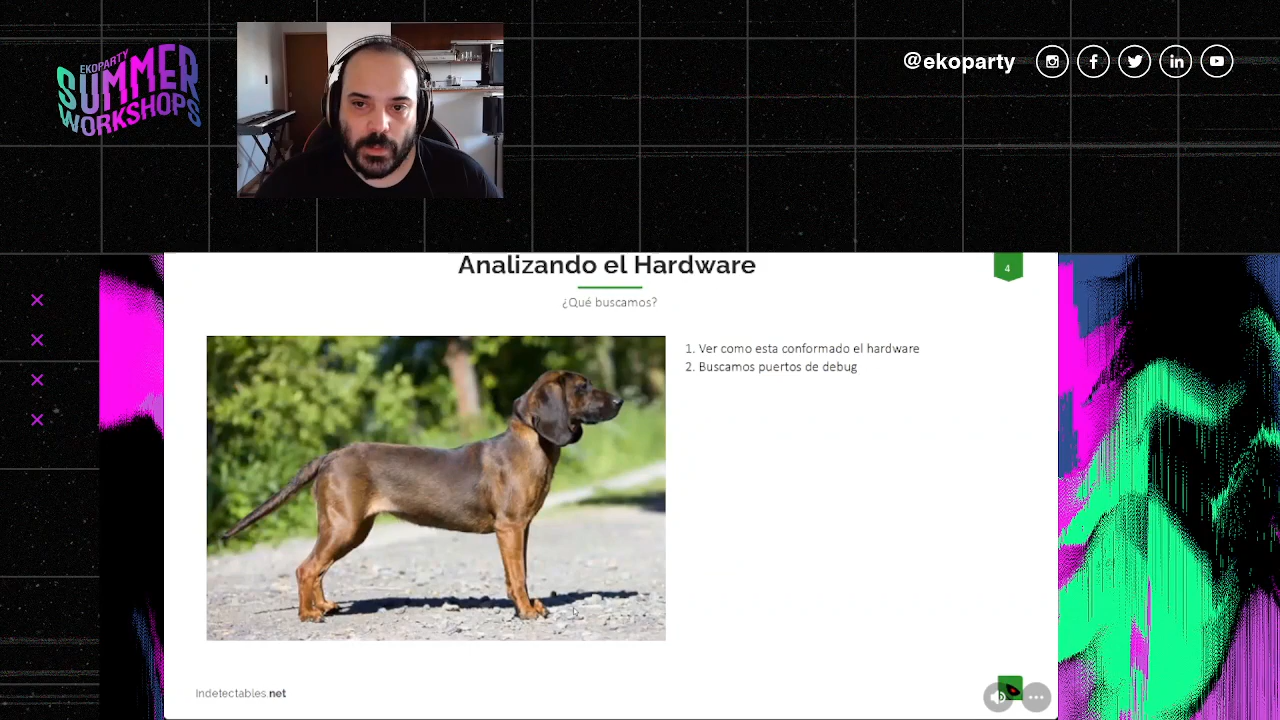 EKOPARTY
SUMMER
WORKSHOPS
@ekoparty
Analizando el Hardware
4
¿Qué buscamos?
1. Ver como esta conformado el hardware
2. Buscamos puertos de debug
Indetectables.net